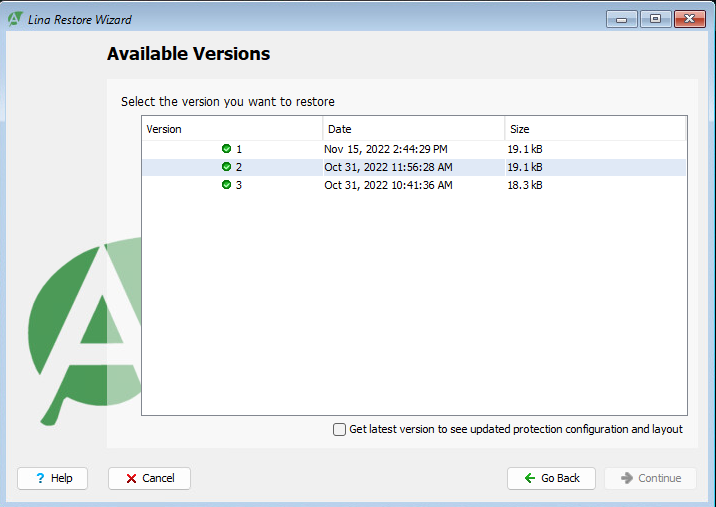 Lina Restore Wizard
Available Versions
Select the version you want to restore
Version Date Size
1 Nov 15, 2022 2:44:29 PM 19.1 kB
2 Oct 31, 2022 11:56:28 AM 19.1 kB
3 Oct 31, 2022 10:41:36 AM 18.3 kB
Get latest version to see updated protection configuration and layout
? Help Cancel Go Back Continue